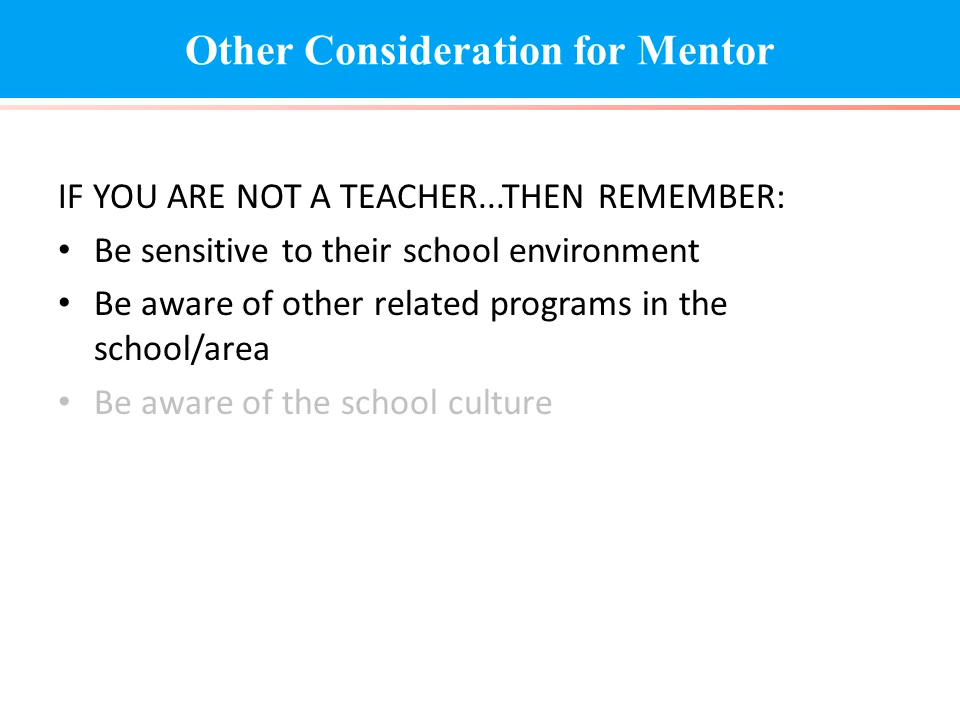 Other Consideration for Mentor
IF YOU ARE NOT A TEACHER...THEN REMEMBER:
• Be sensitive to their school environment
• Be aware of other related programs in the
school/area
• Be aware of the school culture